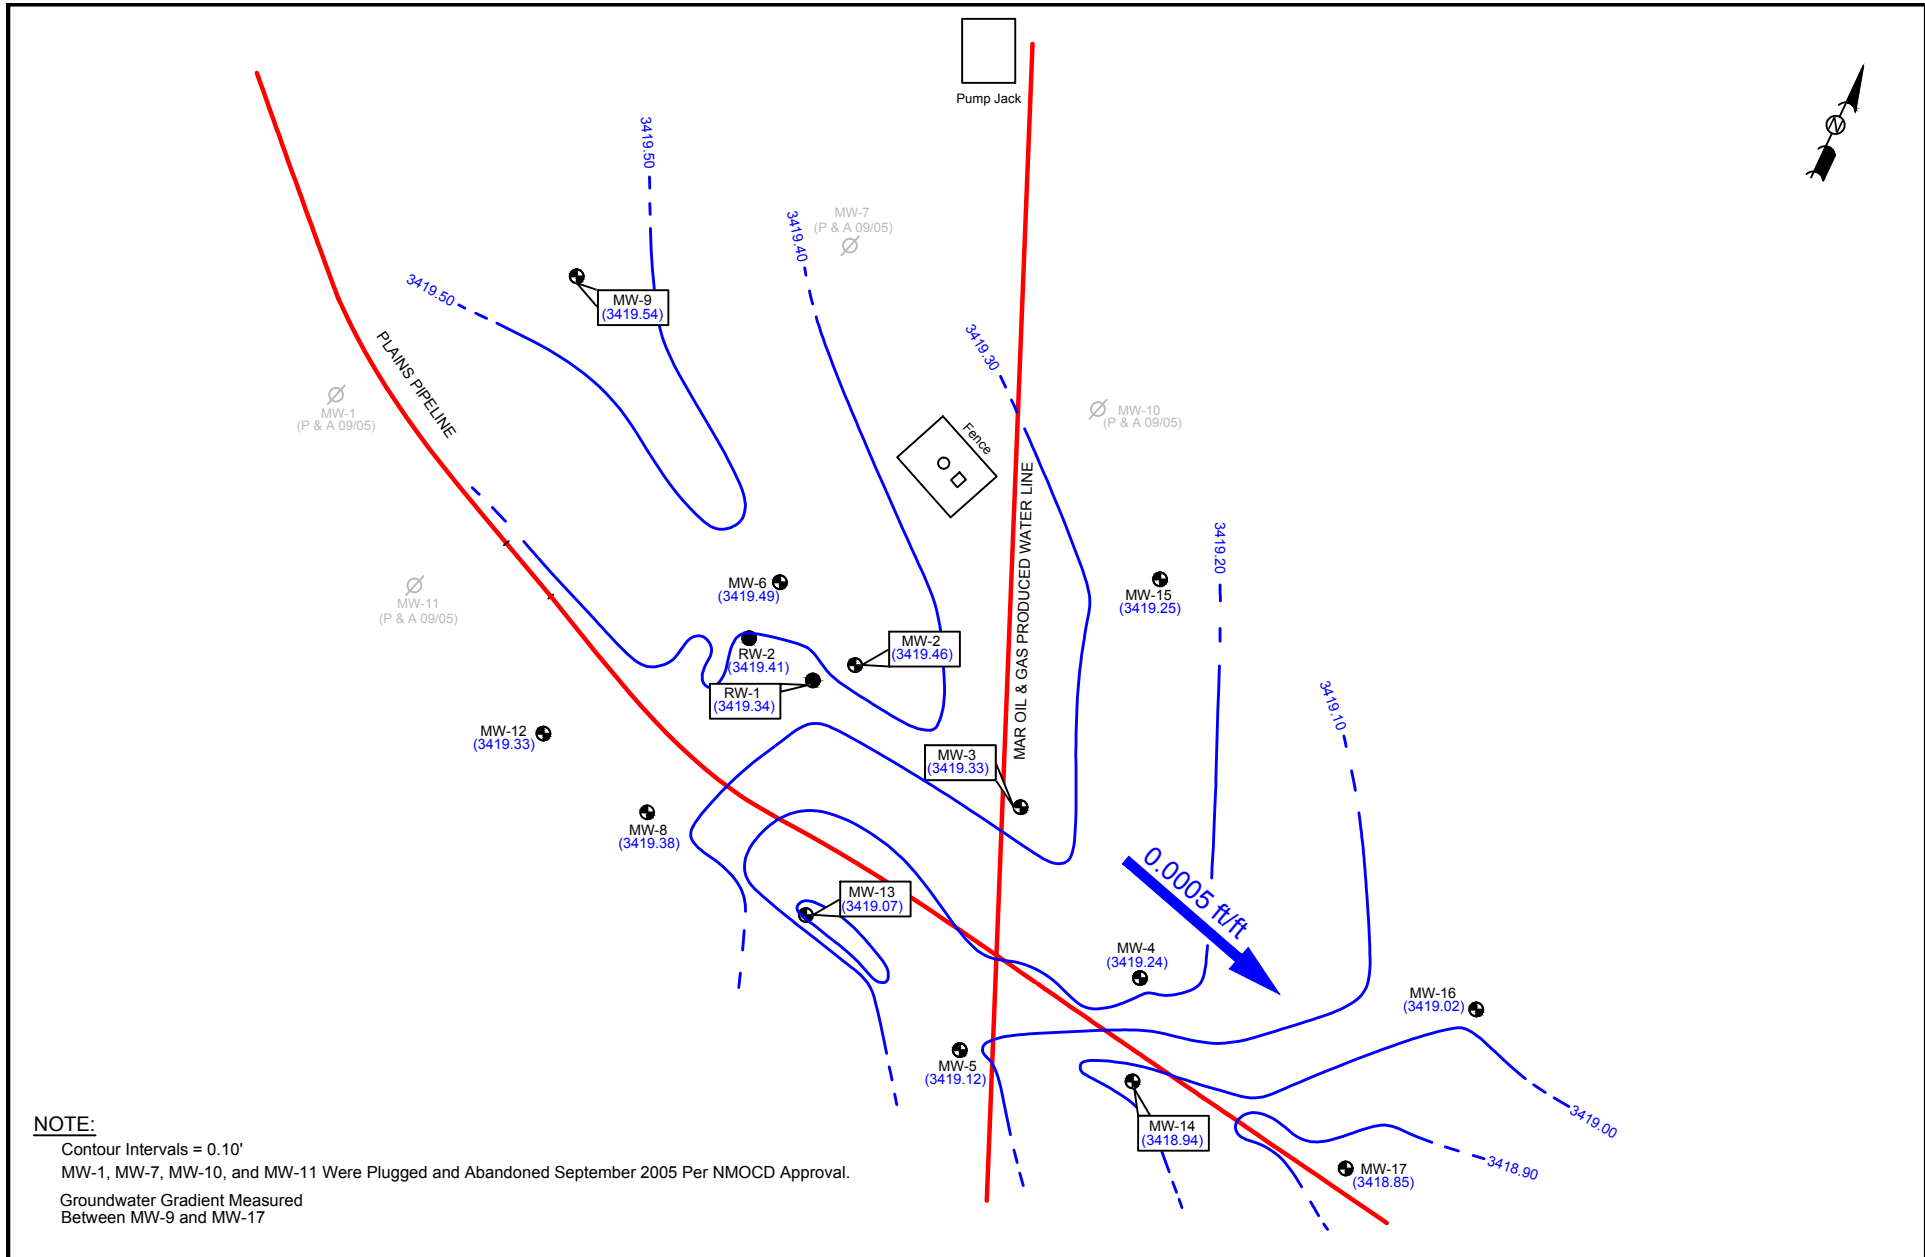 Pump Jack
N
3419.50
MW-7
(P & A 09/05)
3419.40
3419.50
MW-9
(3419.54)
3419.30
PLAINS PIPELINE
MW-1
(P & A 09/05)
MW-10
(P & A 09/05)
Fence
MAR OIL & GAS PRODUCED WATER LINE
3419.20
MW-6
(3419.49)
MW-15
(3419.25)
MW-11
(P & A 09/05)
MW-2
(3419.46)
RW-2
(3419.41)
RW-1
(3419.34)
3419.10
MW-12
(3419.33)
MW-3
(3419.33)
MW-8
(3419.38)
0.0005 ft/ft
MW-13
(3419.07)
MW-4
(3419.24)
MW-16
(3419.02)
MW-5
(3419.12)
MW-14
(3418.94)
3419.00
3418.90
MW-17
(3418.85)
NOTE:
Contour Intervals = 0.10'
MW-1, MW-7, MW-10, and MW-11 Were Plugged and Abandoned September 2005 Per NMOCD Approval.
Groundwater Gradient Measured
Between MW-9 and MW-17